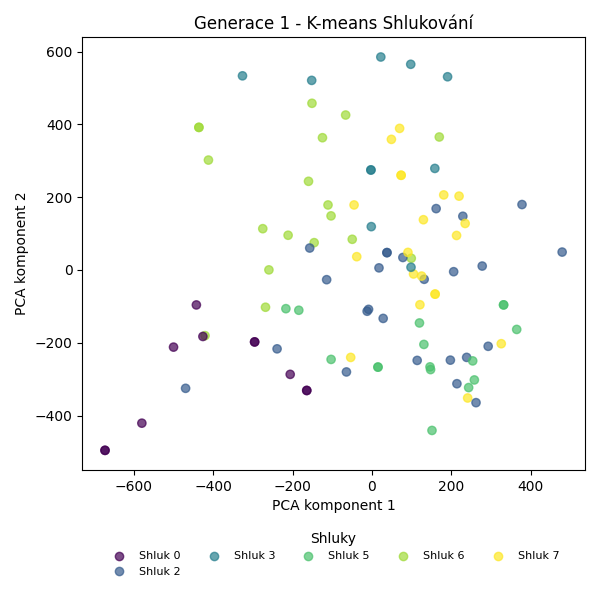 Generace 1 - K-means Shlukování
600
400
200
0
−200
−400
PCA komponent 2
−600
−400
−200
0
200
400
PCA komponent 1
Shluky
Shluk 0
Shluk 3
Shluk 5
Shluk 6
Shluk 7
Shluk 2